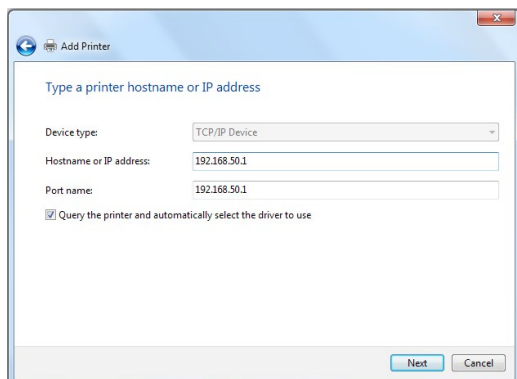 Add Printer
Type a printer hostname or IP address
Device type: TCP/IP Device
Hostname or IP address: 192.168.50.1
Port name: 192.168.50.1
Query the printer and automatically select the driver to use
Next Cancel